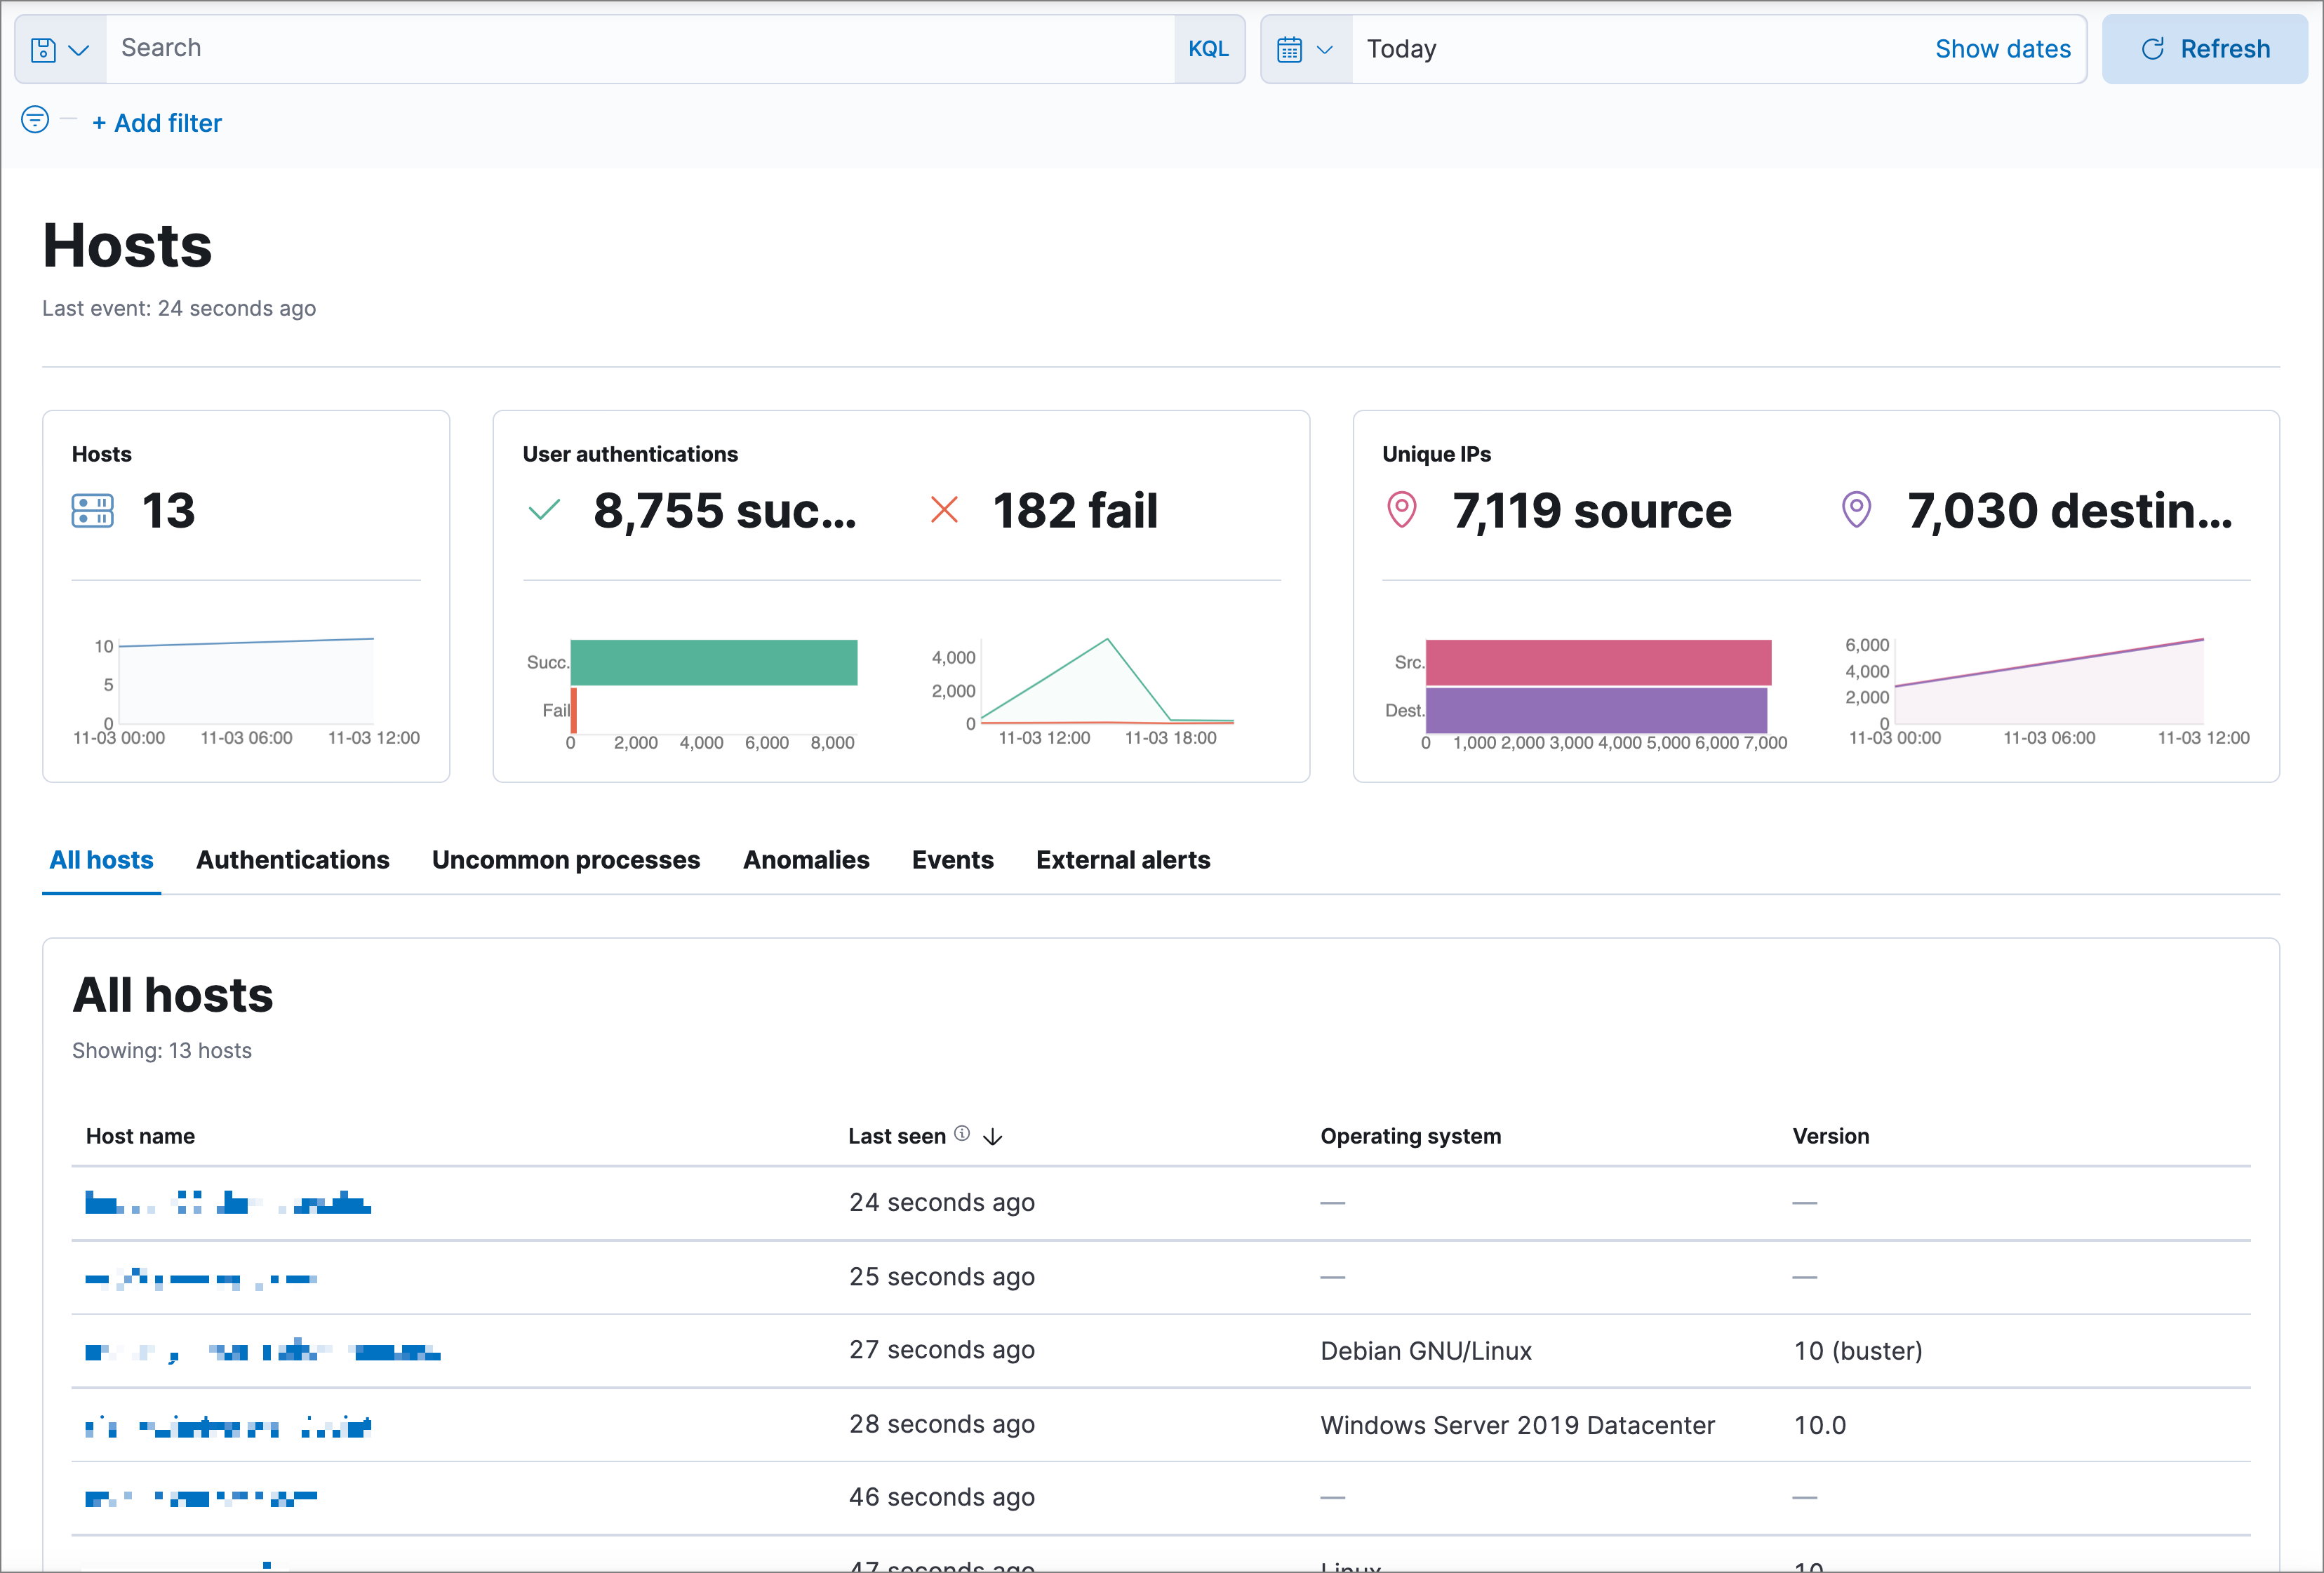 Search KQL Today Show dates Refresh
+ Add filter
Hosts
Last event: 24 seconds ago
Hosts
13
User authentications
8,755 suc... 182 fail
Unique IPs
7,119 source 7,030 destin...
10
5
0
11-03 00:00 11-03 06:00 11-03 12:00
Succ.
Fail
0 2,000 4,000 6,000 8,000
4,000
2,000
0
11-03 12:00 11-03 18:00
Src.
Dest.
0 1,000 2,000 3,000 4,000 5,000 6,000 7,000
6,000
4,000
2,000
0
11-03 00:00 11-03 06:00 11-03 12:00
All hosts Authentications Uncommon processes Anomalies Events External alerts
All hosts
Showing: 13 hosts
Host name Last seen Operating system Version
24 seconds ago — —
25 seconds ago — —
27 seconds ago Debian GNU/Linux 10 (buster)
28 seconds ago Windows Server 2019 Datacenter 10.0
46 seconds ago — —
47 seconds ago Linux 10